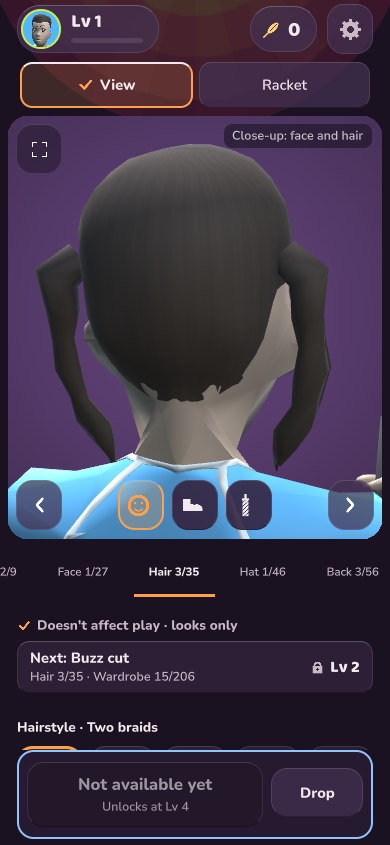 Lv 1
0
View
Racket
Close-up: face and hair
2/9
Face 1/27
Hair 3/35
Hat 1/46
Back 3/56
Doesn't affect play · looks only
Next: Buzz cut
Hair 3/35 · Wardrobe 15/206
Lv 2
Hairstyle · Two braids
Not available yet
Unlocks at Lv 4
Drop